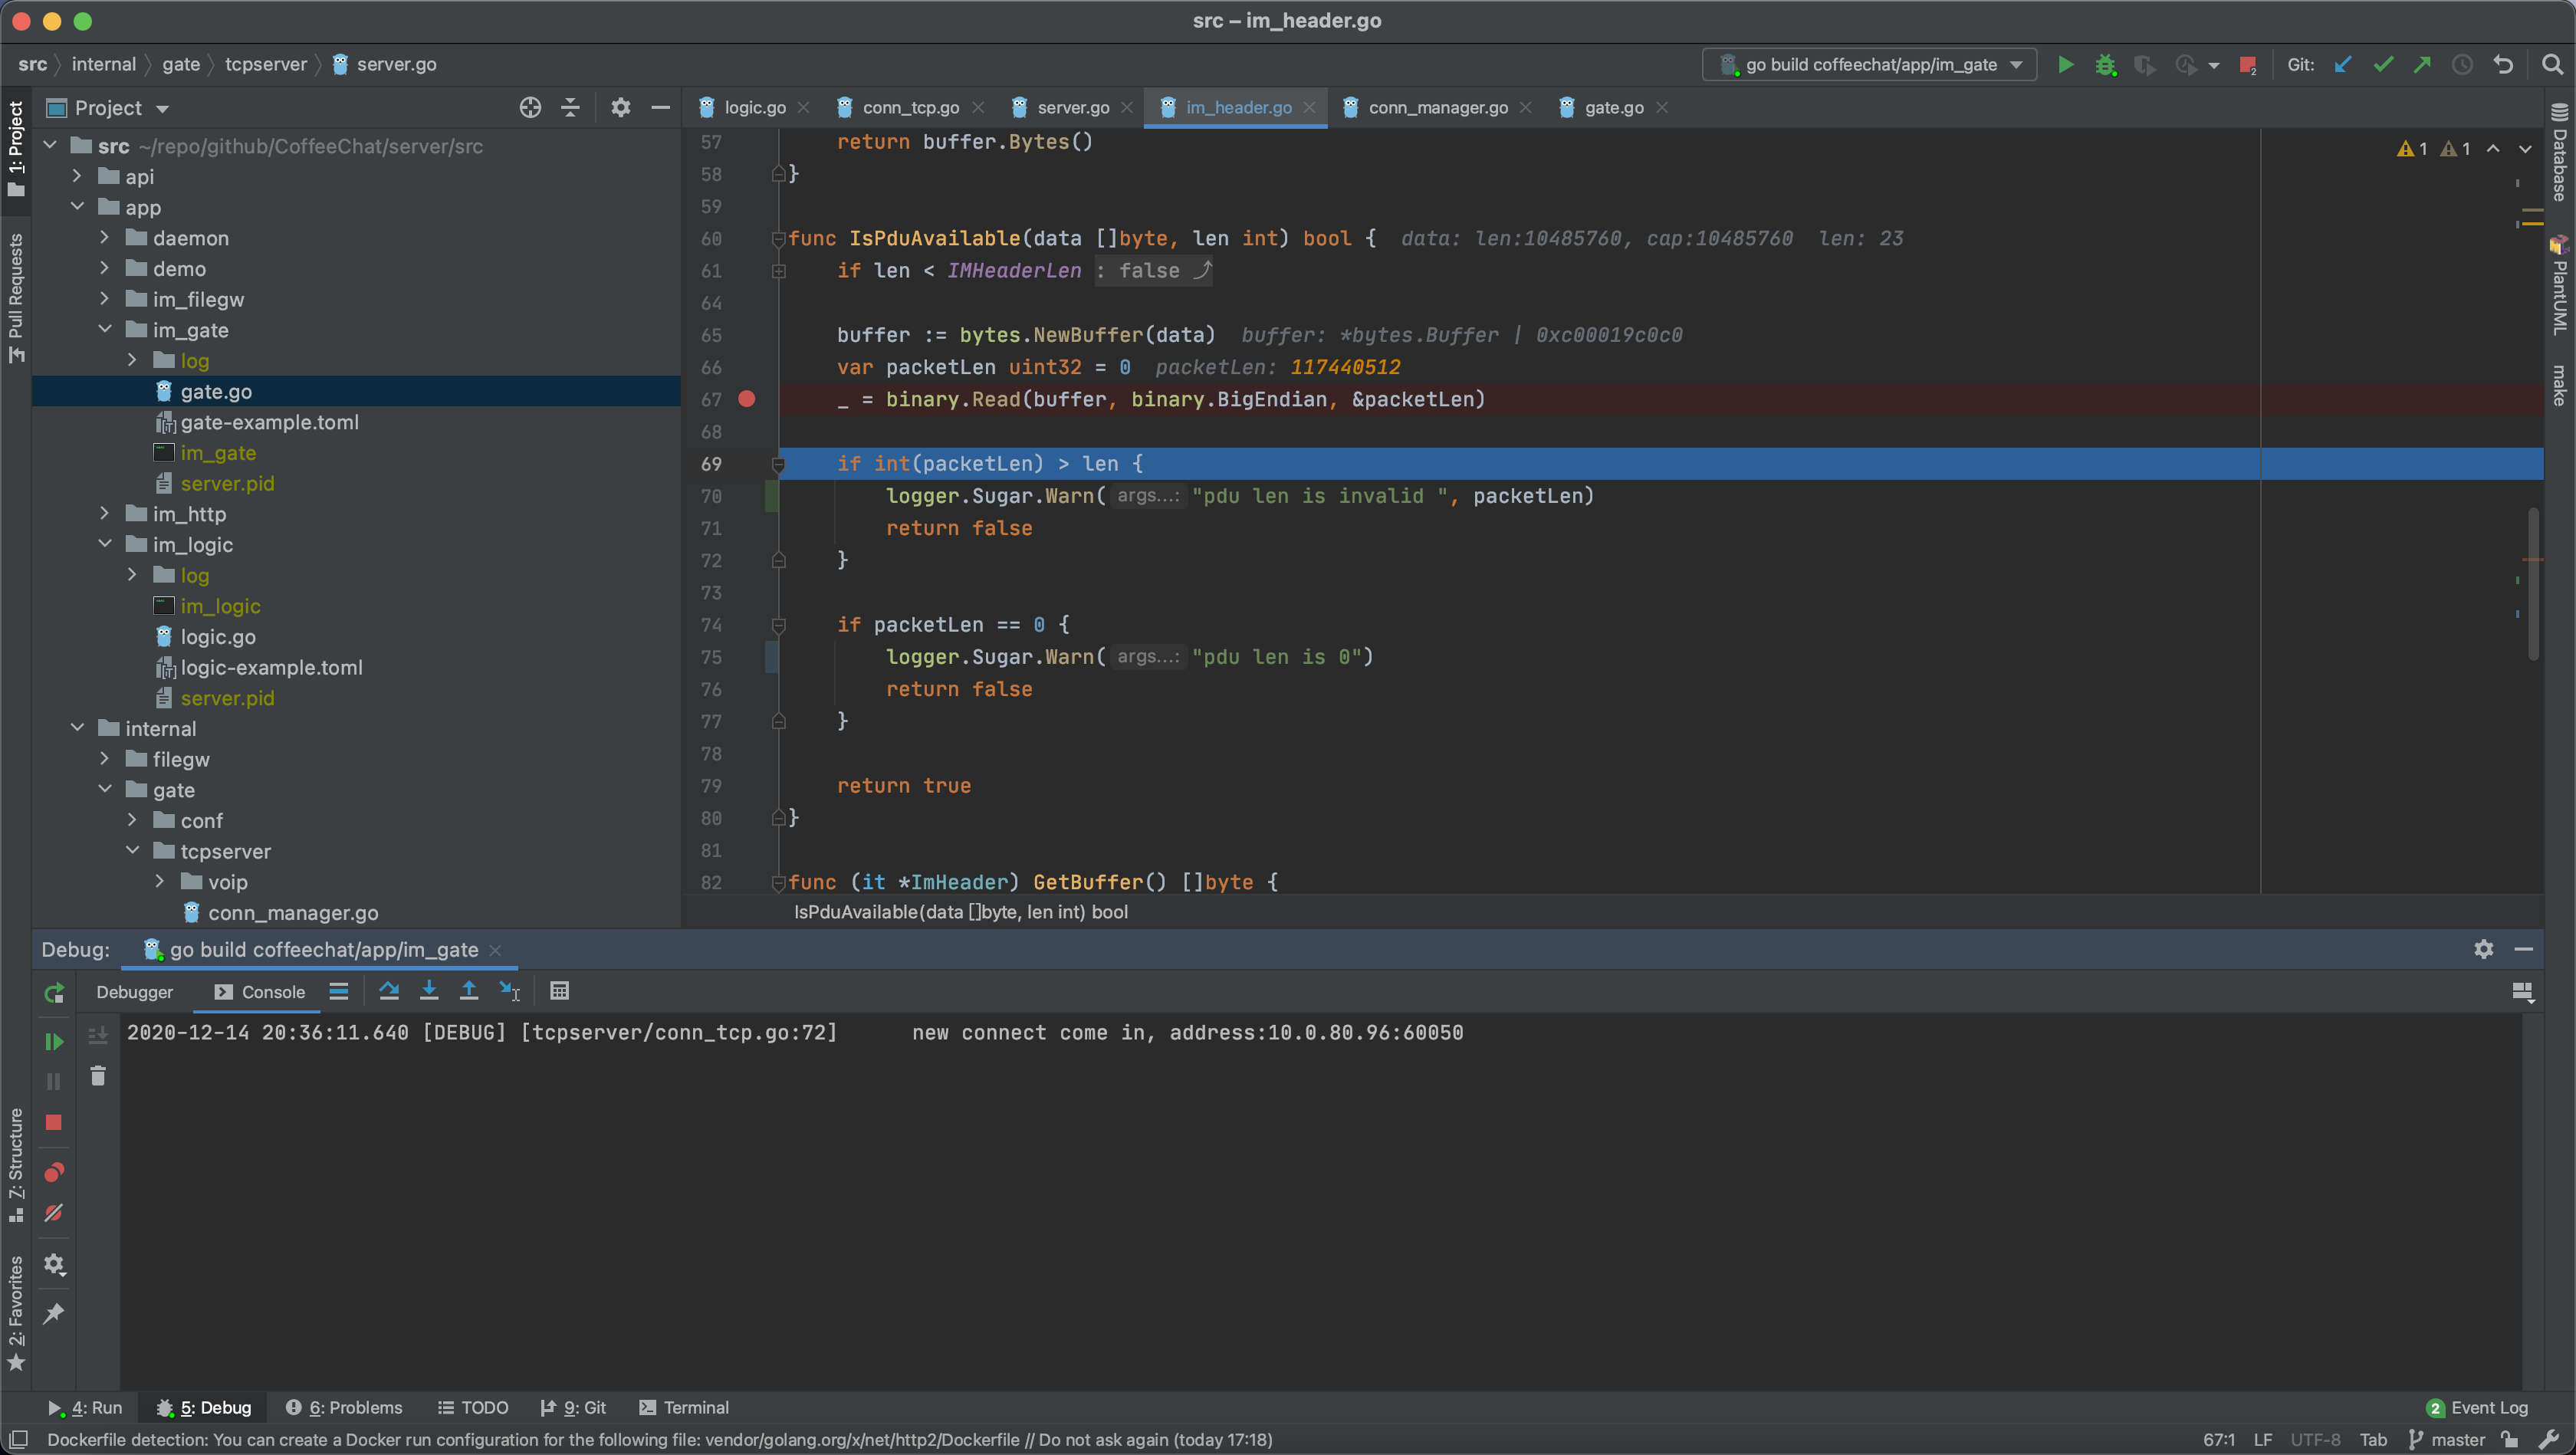 src – im_header.go
src internal gate tcpserver server.go
go build coffeechat/app/im_gate
Git:
1: Project
Pull Requests
Z: Structure
2: Favorites
Project
src ~/repo/github/CoffeeChat/server/src
api
app
daemon
demo
im_filegw
im_gate
log
gate.go
gate-example.toml
im_gate
server.pid
im_http
im_logic
log
im_logic
logic.go
logic-example.toml
server.pid
internal
filegw
gate
conf
tcpserver
voip
conn_manager.go
logic.go conn_tcp.go server.go im_header.go conn_manager.go gate.go
1 1
57 return buffer.Bytes()
58 }
59
60 func IsPduAvailable(data []byte, len int) bool { data: len:10485760, cap:10485760 len: 23
61 if len < IMHeaderLen : false
64
65 buffer := bytes.NewBuffer(data) buffer: *bytes.Buffer | 0xc00019c0c0
66 var packetLen uint32 = 0 packetLen: 117440512
67 _ = binary.Read(buffer, binary.BigEndian, &packetLen)
68
69 if int(packetLen) > len {
70 logger.Sugar.Warn( args...: "pdu len is invalid ", packetLen)
71 return false
72 }
73
74 if packetLen == 0 {
75 logger.Sugar.Warn( args...: "pdu len is 0")
76 return false
77 }
78
79 return true
80 }
81
82 func (it *ImHeader) GetBuffer() []byte {
IsPduAvailable(data []byte, len int) bool
Database
PlantUML
make
Debug: go build coffeechat/app/im_gate
Debugger Console
2020-12-14 20:36:11.640 [DEBUG] [tcpserver/conn_tcp.go:72] new connect come in, address:10.0.80.96:60050
4: Run 5: Debug 6: Problems TODO 9: Git Terminal 2 Event Log
Dockerfile detection: You can create a Docker run configuration for the following file: vendor/golang.org/x/net/http2/Dockerfile // Do not ask again (today 17:18) 67:1 LF UTF-8 Tab master